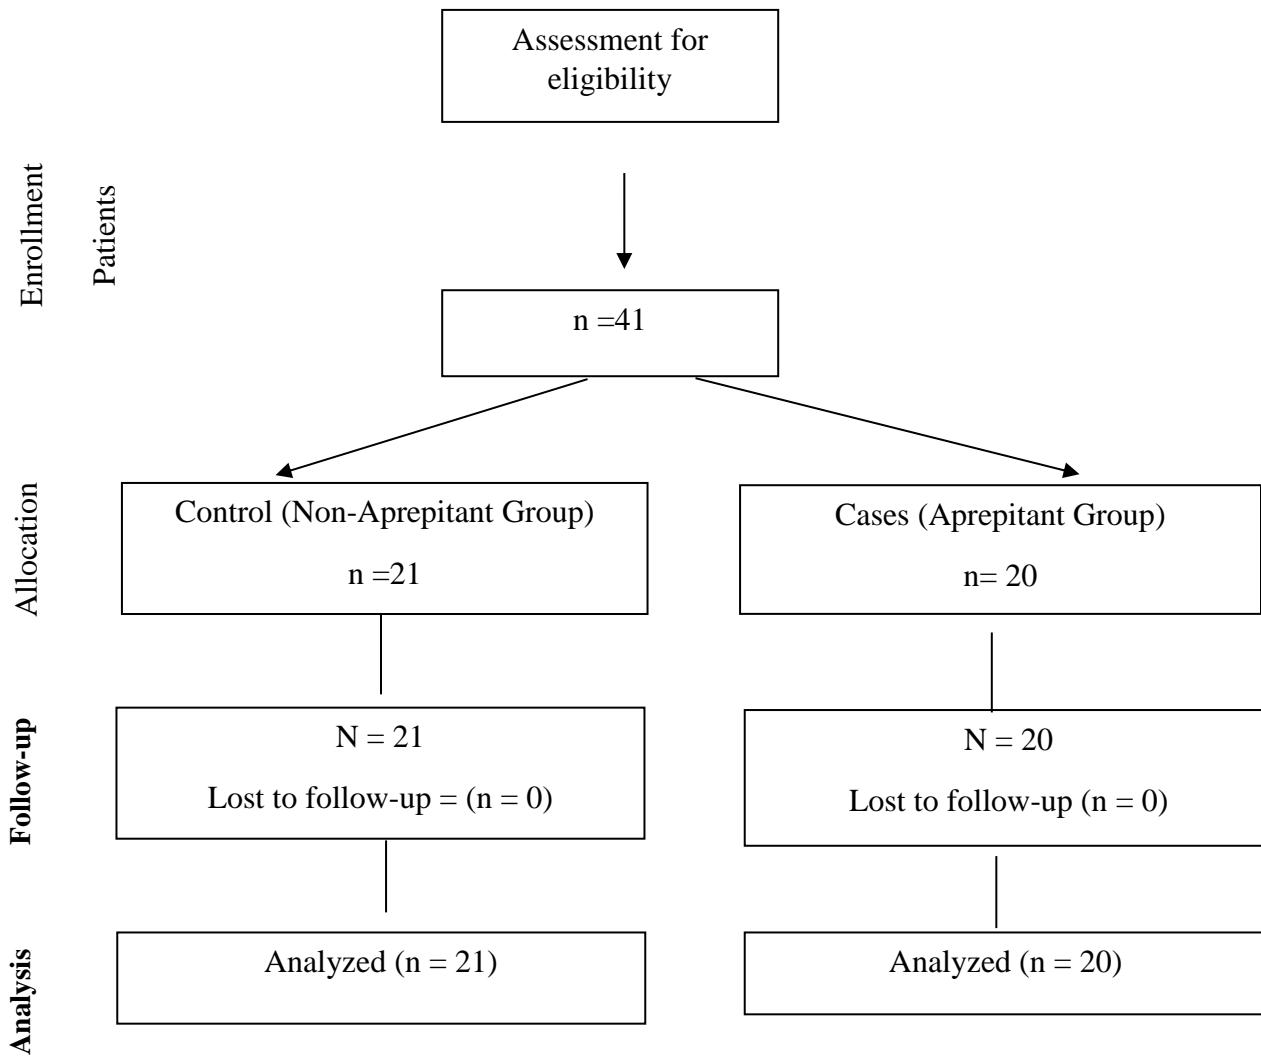 Assessment for
eligibility
Enrollment
Patients
n =41
Allocation
Control (Non-Aprepitant Group)
n =21
Cases (Aprepitant Group)
n= 20
Follow-up
N = 21
Lost to follow-up = (n = 0)
N = 20
Lost to follow-up (n = 0)
Analysis
Analyzed (n = 21)
Analyzed (n = 20)